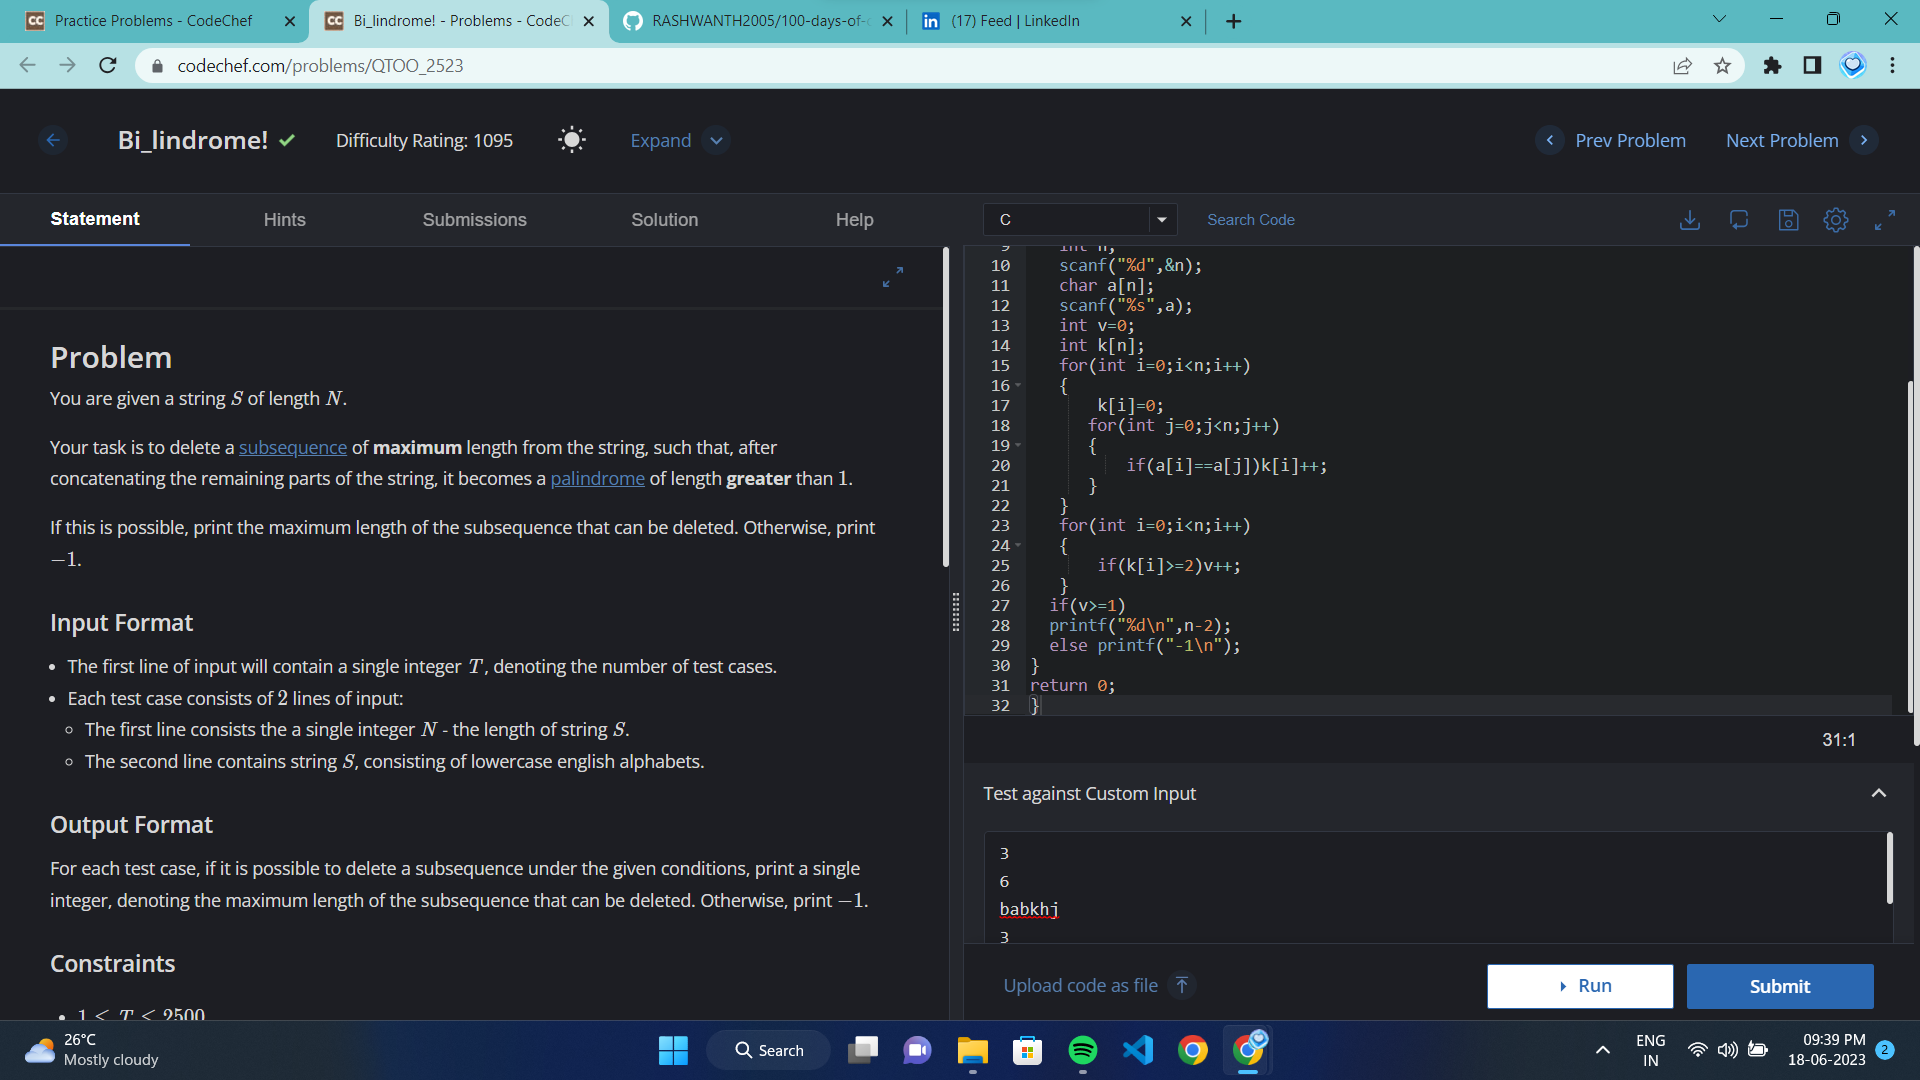 Practice Problems - CodeChef
Bi_lindrome! - Problems - CodeC
RASHWANTH2005/100-days-of-c
(17) Feed | LinkedIn
codechef.com/problems/QTOO_2523
Bi_lindrome!
Difficulty Rating: 1095
Expand
Prev Problem
Next Problem
Statement
Hints
Submissions
Solution
Help
C
Search Code
Problem
You are given a string S of length N.
Your task is to delete a subsequence of maximum length from the string, such that, after
concatenating the remaining parts of the string, it becomes a palindrome of length greater than 1.
If this is possible, print the maximum length of the subsequence that can be deleted. Otherwise, print
−1.
Input Format
• The first line of input will contain a single integer T, denoting the number of test cases.
• Each test case consists of 2 lines of input:
◦ The first line consists the a single integer N - the length of string S.
◦ The second line contains string S, consisting of lowercase english alphabets.
Output Format
For each test case, if it is possible to delete a subsequence under the given conditions, print a single
integer, denoting the maximum length of the subsequence that can be deleted. Otherwise, print −1.
Constraints
• 1 ≤ T ≤ 2500
9 int n;
10 scanf("%d",&n);
11 char a[n];
12 scanf("%s",a);
13 int v=0;
14 int k[n];
15 for(int i=0;i<n;i++)
16 {
17 k[i]=0;
18 for(int j=0;j<n;j++)
19 {
20 if(a[i]==a[j])k[i]++;
21 }
22 }
23 for(int i=0;i<n;i++)
24 {
25 if(k[i]>=2)v++;
26 }
27 if(v>=1)
28 printf("%d\n",n-2);
29 else printf("-1\n");
30 }
31 return 0;
32 }
31:1
Test against Custom Input
3
6
babkhj
3
Upload code as file
Run
Submit
26°C
Mostly cloudy
Search
ENG
IN
09:39 PM
18-06-2023
2